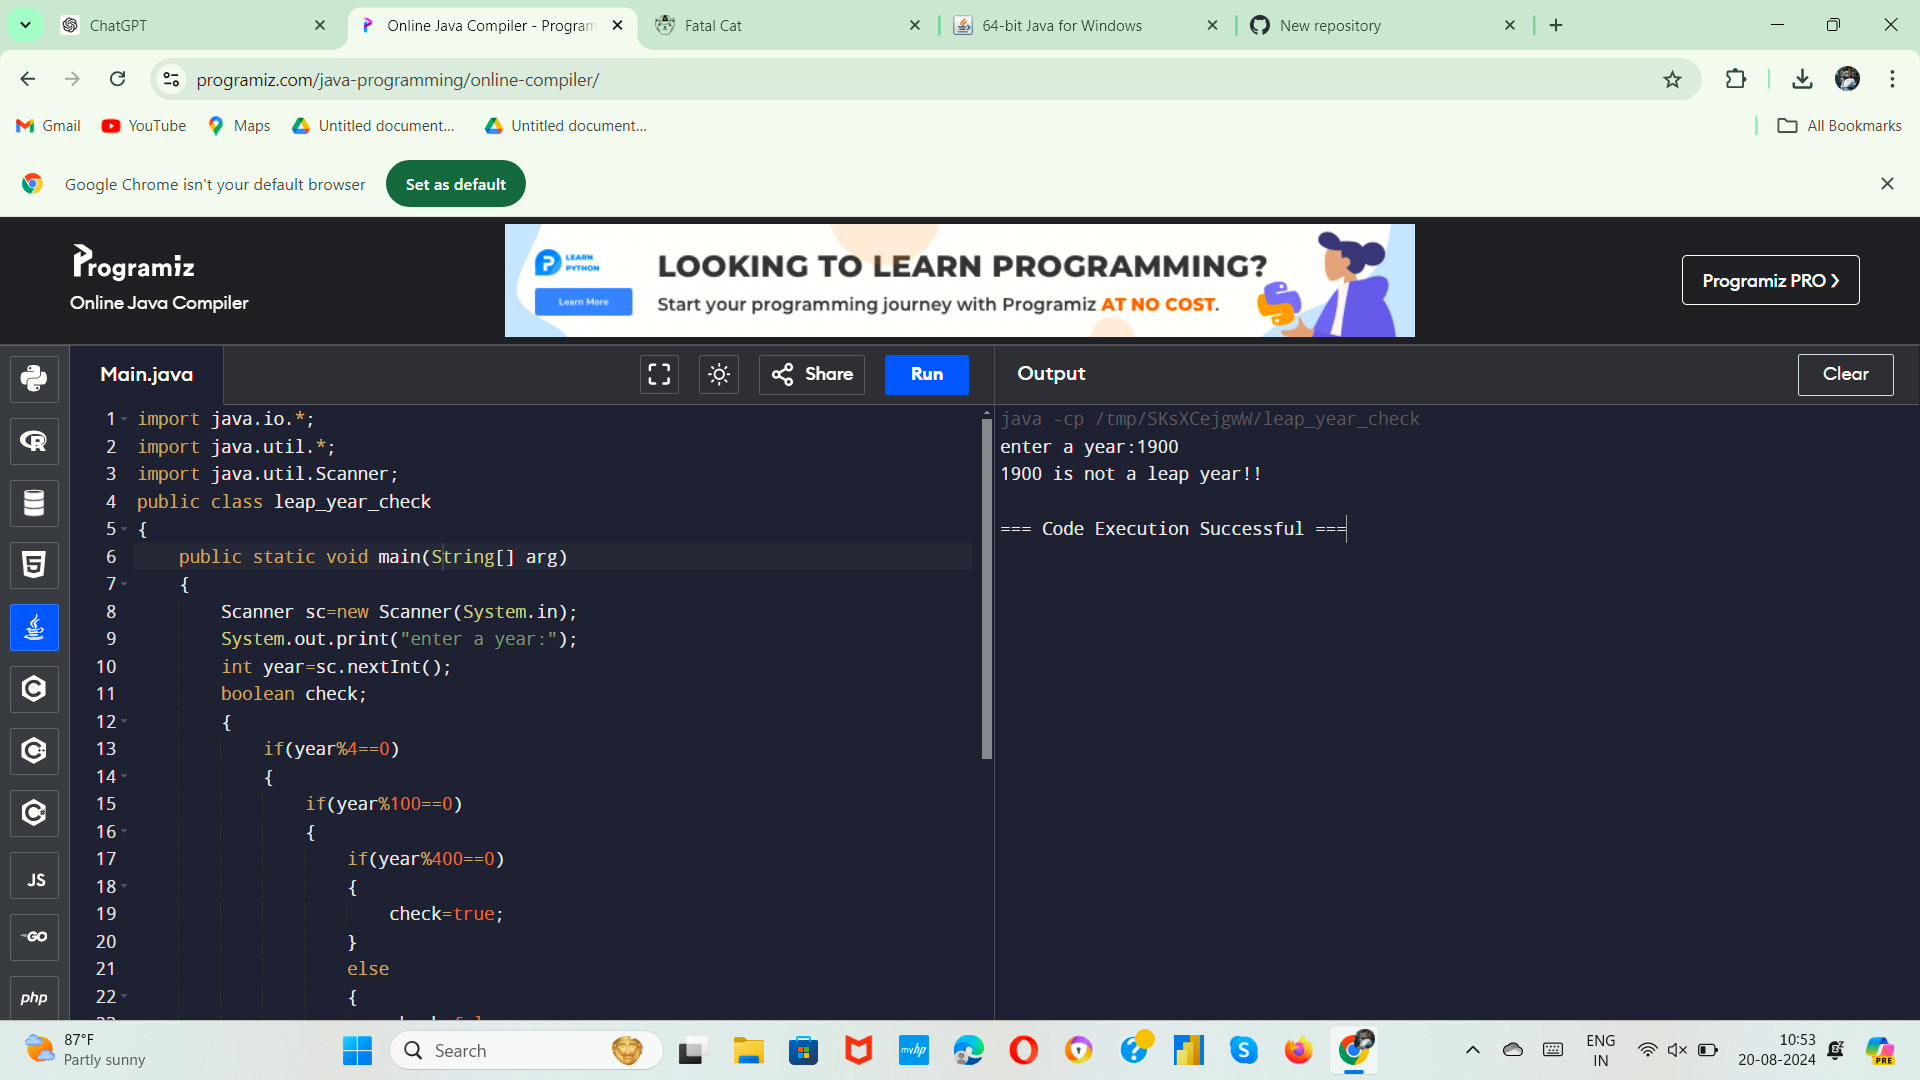 ChatGPT
Online Java Compiler - Program
Fatal Cat
64-bit Java for Windows
New repository
programiz.com/java-programming/online-compiler/
Gmail
YouTube
Maps
Untitled document...
Untitled document...
All Bookmarks
Google Chrome isn't your default browser
Set as default
Programiz
Online Java Compiler
LEARN
PYTHON
Learn More
LOOKING TO LEARN PROGRAMMING?
Start your programming journey with Programiz AT NO COST.
Programiz PRO ❯
Main.java
Share
Run
Output
Clear
1 import java.io.*;
2 import java.util.*;
3 import java.util.Scanner;
4 public class leap_year_check
5 {
6 public static void main(String[] arg)
7 {
8 Scanner sc=new Scanner(System.in);
9 System.out.print("enter a year:");
10 int year=sc.nextInt();
11 boolean check;
12 {
13 if(year%4==0)
14 {
15 if(year%100==0)
16 {
17 if(year%400==0)
18 {
19 check=true;
20 }
21 else
22 {
java -cp /tmp/SKsXCejgwW/leap_year_check
enter a year:1900
1900 is not a leap year!!
=== Code Execution Successful ===
JS
GO
php
87°F
Partly sunny
Search
myhp
ENG
IN
10:53
20-08-2024
PRE